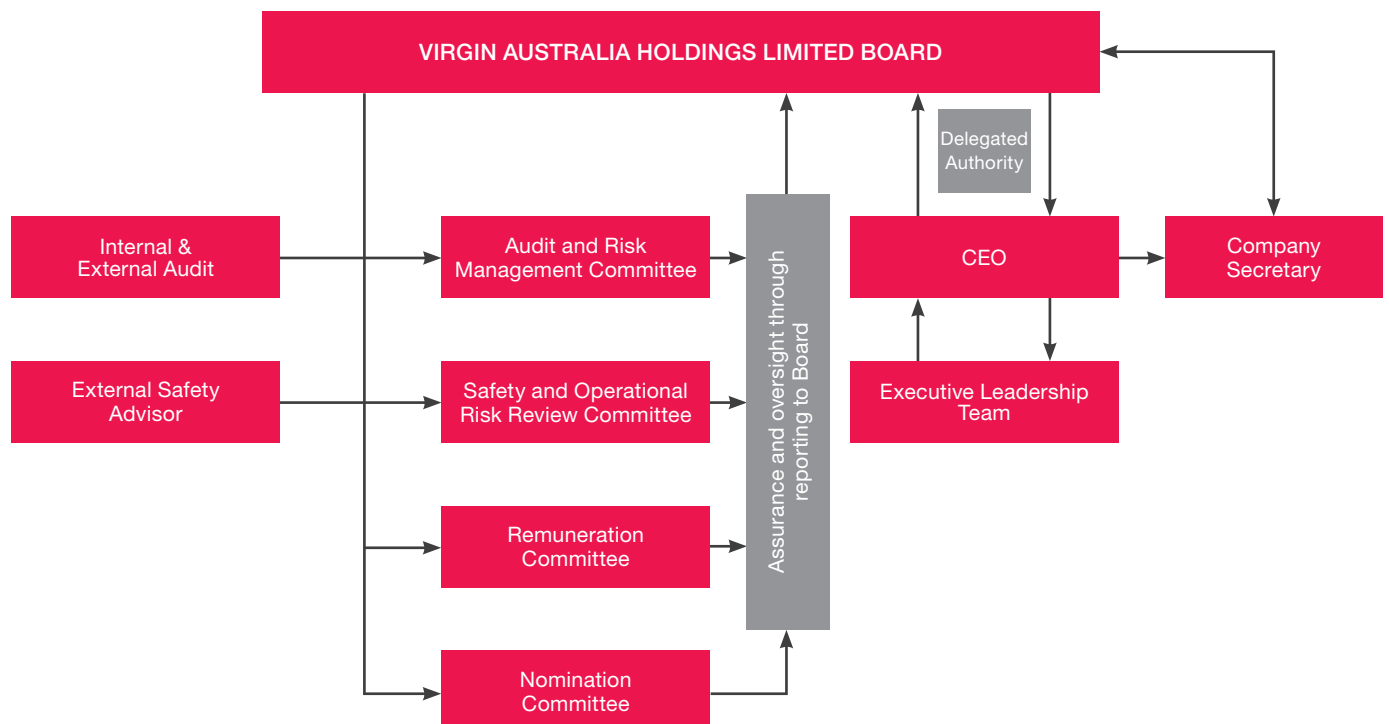 VIRGIN AUSTRALIA HOLDINGS LIMITED BOARD
Delegated
Authority
Internal &
External Audit
Audit and Risk
Management Committee
CEO
Company
Secretary
External Safety
Advisor
Safety and Operational
Risk Review Committee
Executive Leadership
Team
Remuneration
Committee
Nomination
Committee
Assurance and oversight through
reporting to Board